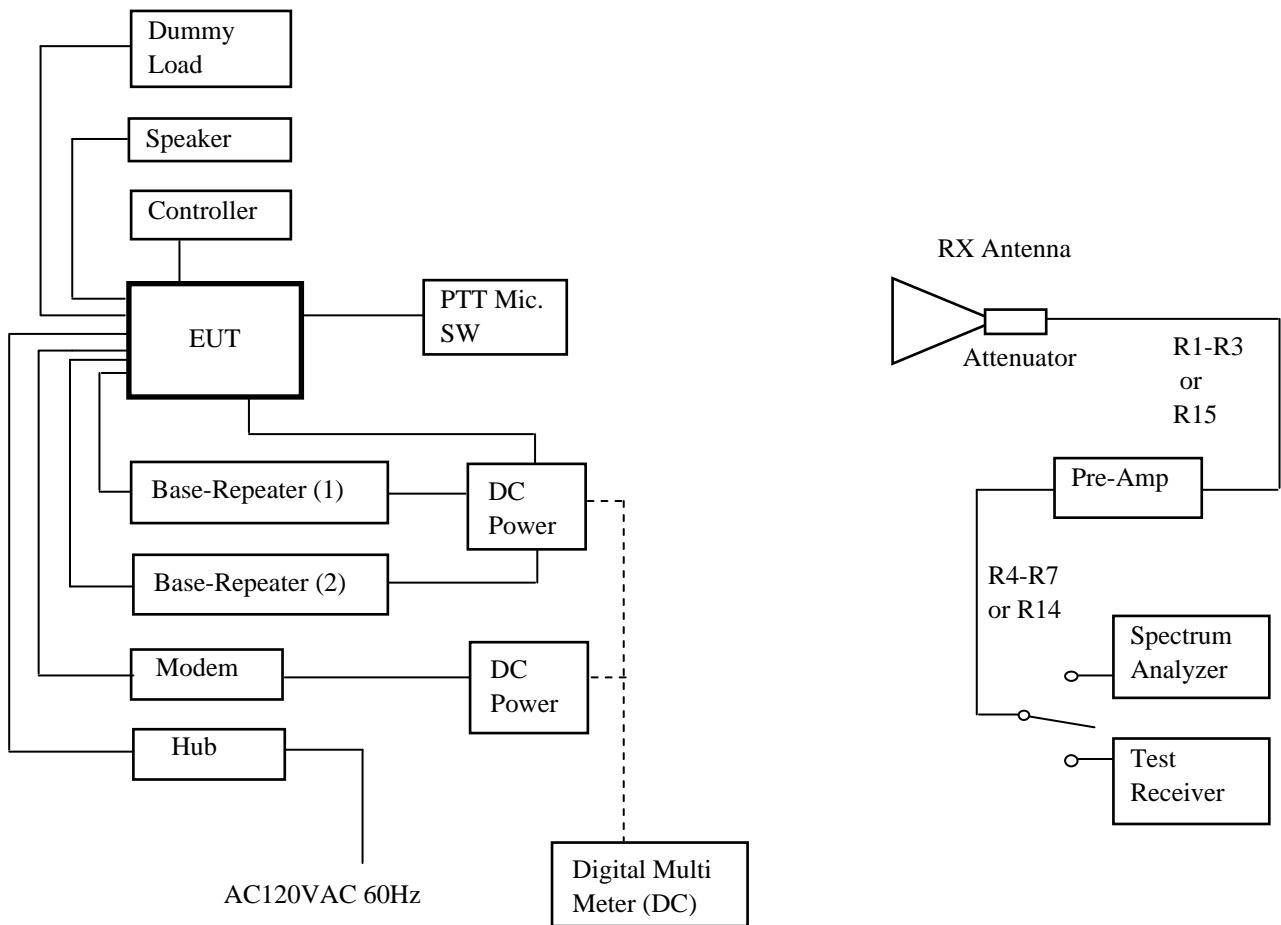 Dummy
Load
Speaker
Controller
EUT
PTT Mic.
SW
Base-Repeater (1)
DC
Power
Base-Repeater (2)
Modem
DC
Power
Hub
AC120VAC 60Hz
Digital Multi
Meter (DC)
RX Antenna
Attenuator
R1-R3
or
R15
Pre-Amp
R4-R7
or R14
Spectrum
Analyzer
Test
Receiver